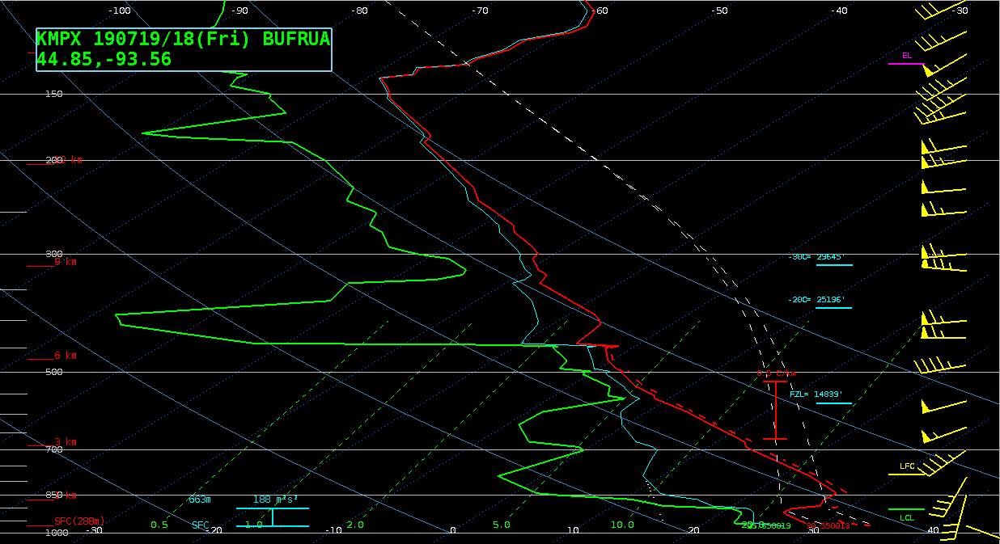 -100 -90 -80 -70 -60 -50 -40 -30
KMPX 190719/18(Fri) BUFRUA
44.85,-93.56
EL
150
200 12 km
300
9 km
-30C= 29645'
-20C= 25196'
6 km
500
FZL= 14839'
3 km
700
LFC
850
663m 188 m²s²
LCL
SFC(288m)
0.5 SFC 1.0 2.0 5.0 10.0 20.0
1000
-30 -20 -10 0 10 20 30 40